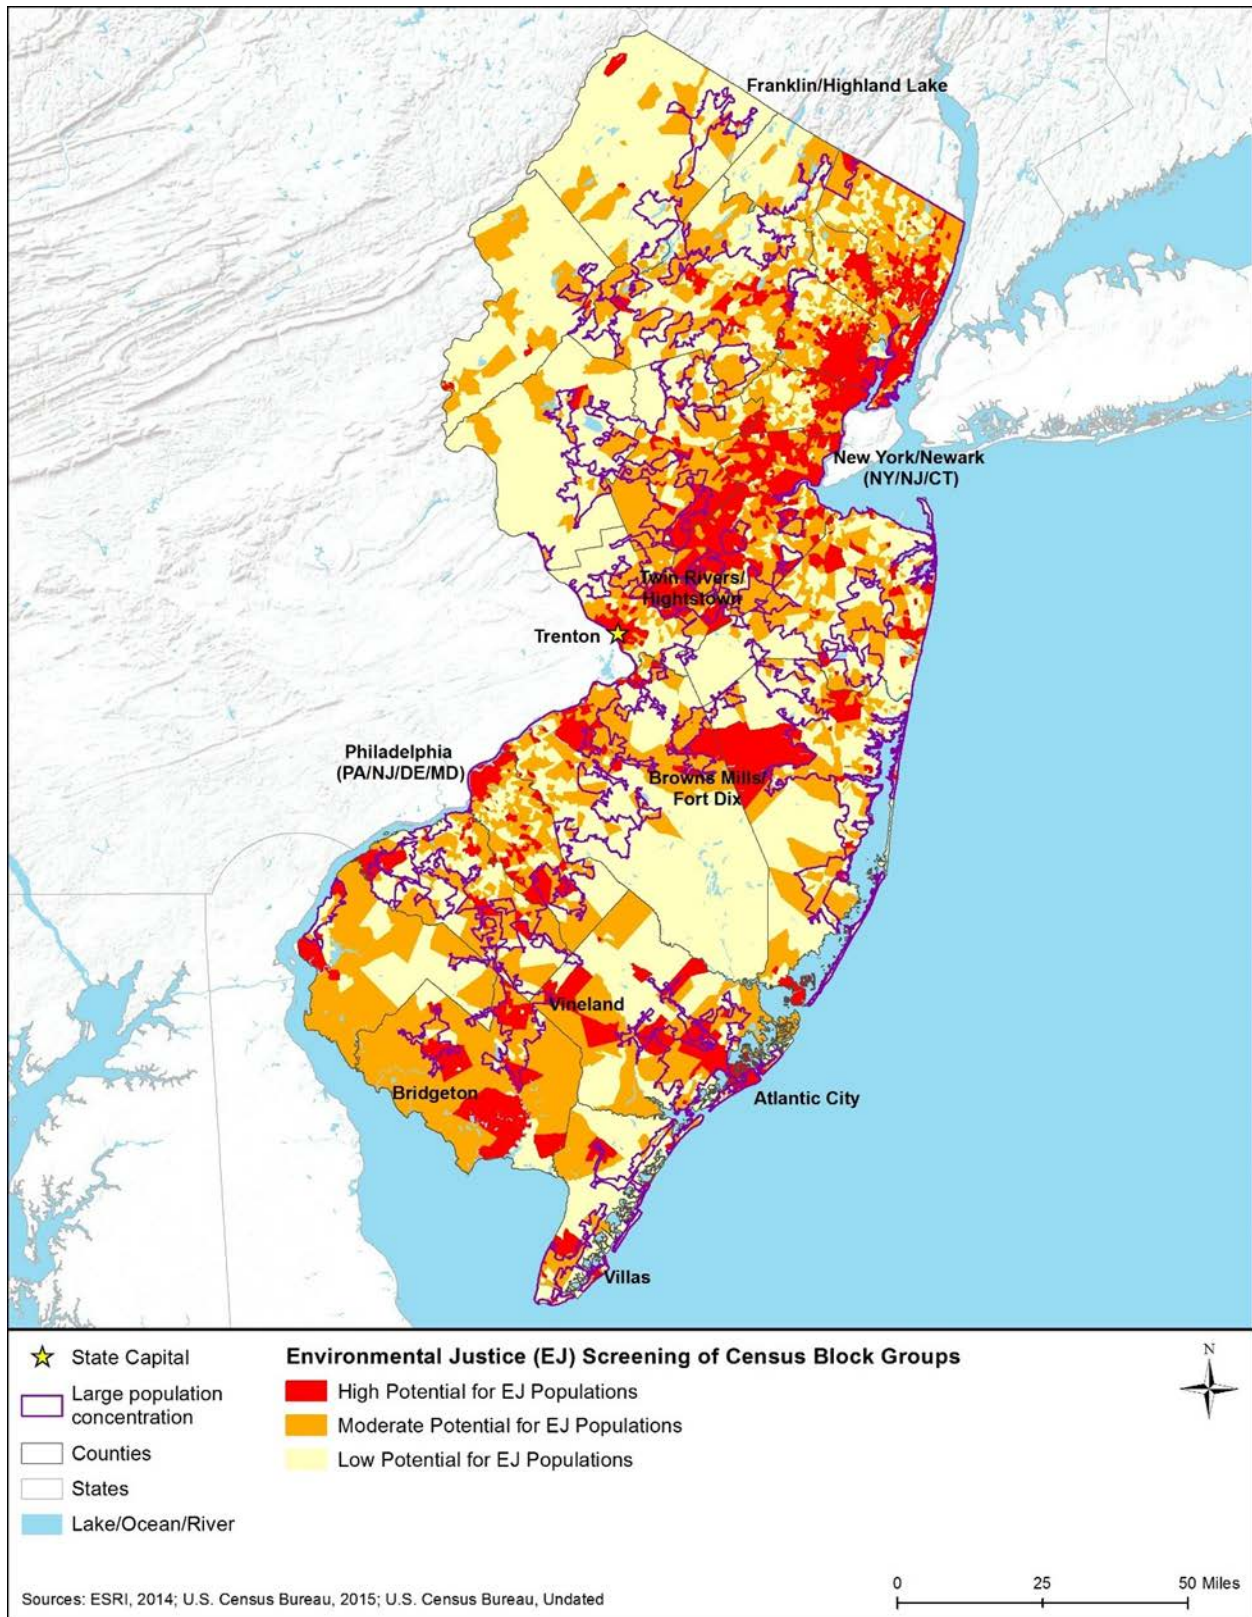 Franklin/Highland Lake
New York/Newark
(NY/NJ/CT)
Twin Rivers/
Hightstown
Trenton
Philadelphia
(PA/NJ/DE/MD)
Browns Mills/
Fort Dix
Vineland
Bridgeton
Atlantic City
Villas
State Capital
Large population
concentration
Counties
States
Lake/Ocean/River
Environmental Justice (EJ) Screening of Census Block Groups
High Potential for EJ Populations
Moderate Potential for EJ Populations
Low Potential for EJ Populations
N
0 25 50 Miles
Sources: ESRI, 2014; U.S. Census Bureau, 2015; U.S. Census Bureau, Undated